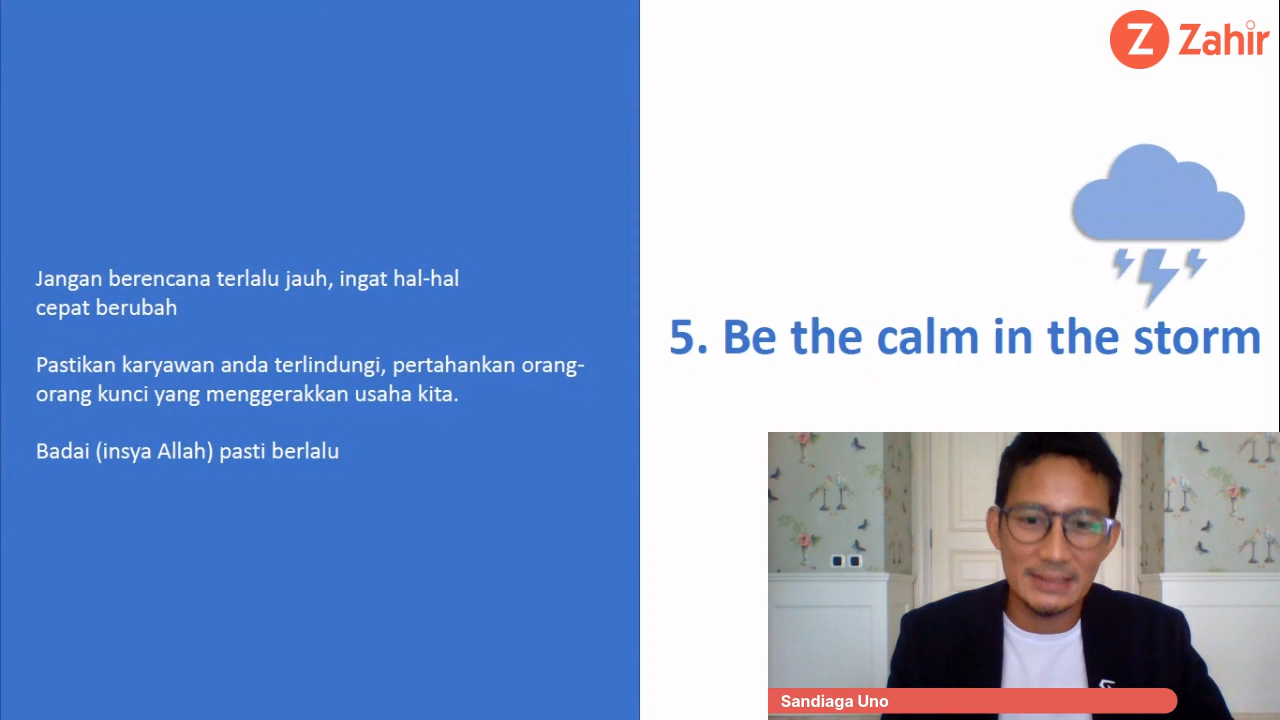 Jangan berencana terlalu jauh, ingat hal-hal
cepat berubah
Pastikan karyawan anda terlindungi, pertahankan orang-
orang kunci yang menggerakkan usaha kita.
Badai (insya Allah) pasti berlalu
Z Zahir
5. Be the calm in the storm
Sandiaga Uno